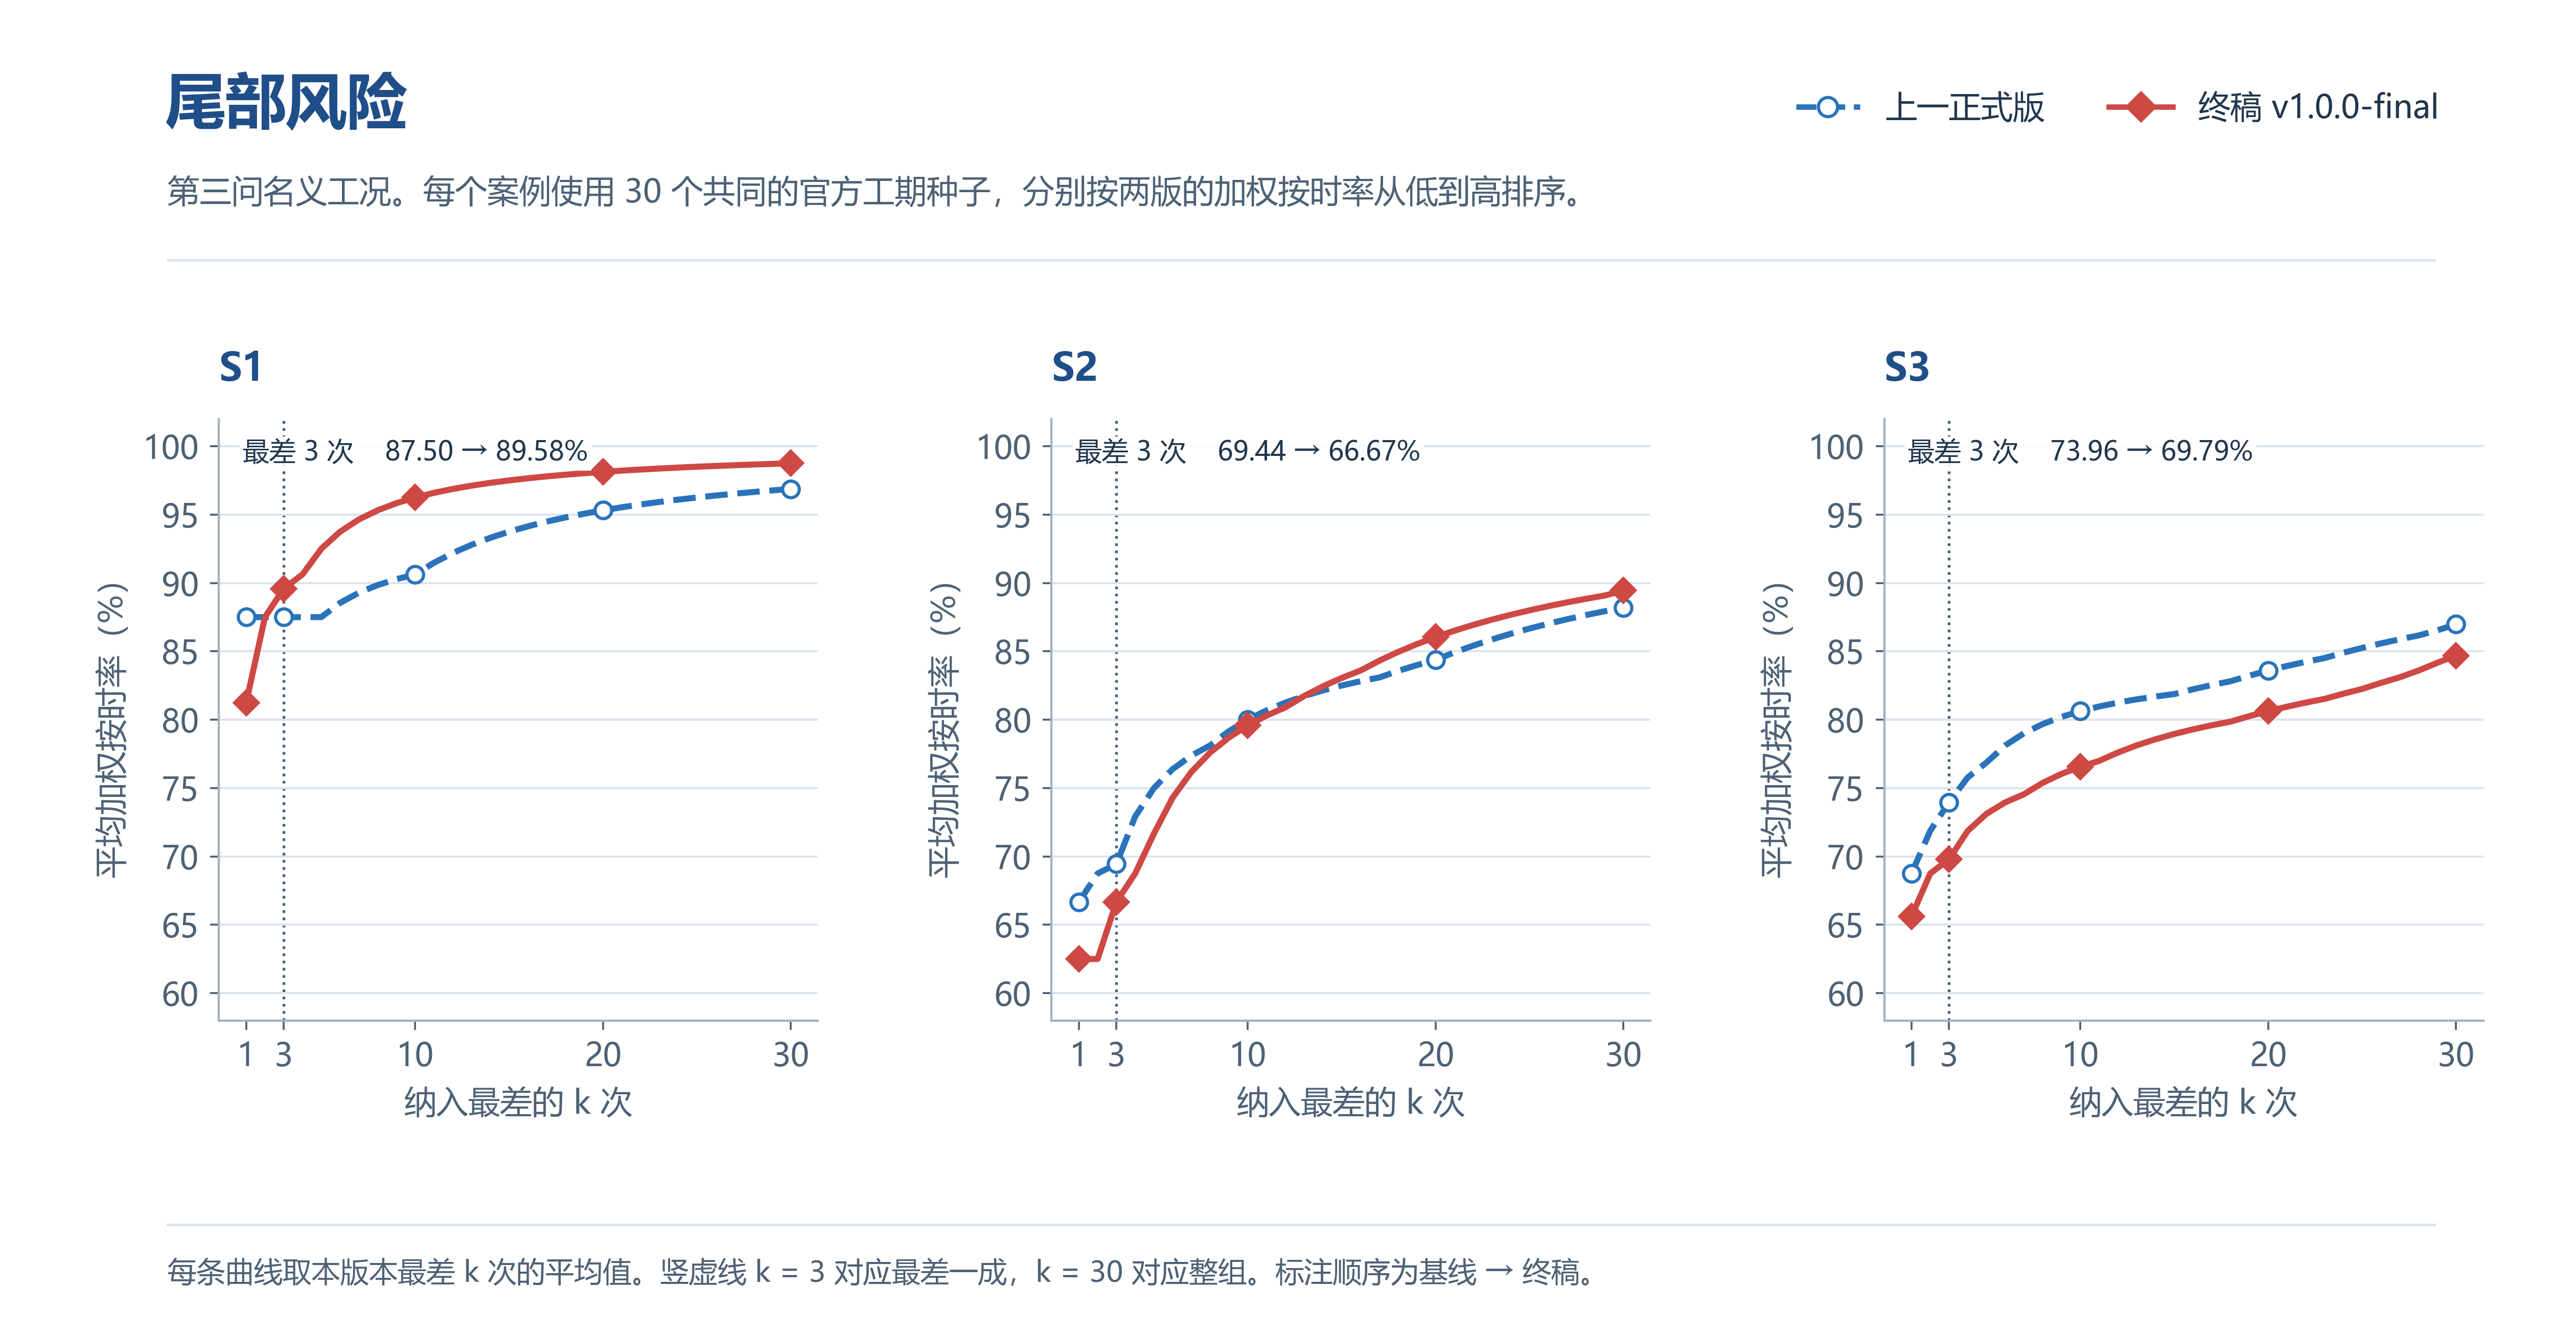 尾部风险
上一正式版
终稿 v1.0.0-final
第三问名义工况。每个案例使用 30 个共同的官方工期种子，分别按两版的加权按时率从低到高排序。
S1
最差 3 次 87.50 → 89.58%
平均加权按时率（%）
100
95
90
85
80
75
70
65
60
1 3 10 20 30
纳入最差的 k 次
S2
最差 3 次 69.44 → 66.67%
平均加权按时率（%）
100
95
90
85
80
75
70
65
60
1 3 10 20 30
纳入最差的 k 次
S3
最差 3 次 73.96 → 69.79%
平均加权按时率（%）
100
95
90
85
80
75
70
65
60
1 3 10 20 30
纳入最差的 k 次
每条曲线取本版本最差 k 次的平均值。竖虚线 k = 3 对应最差一成，k = 30 对应整组。标注顺序为基线 → 终稿。